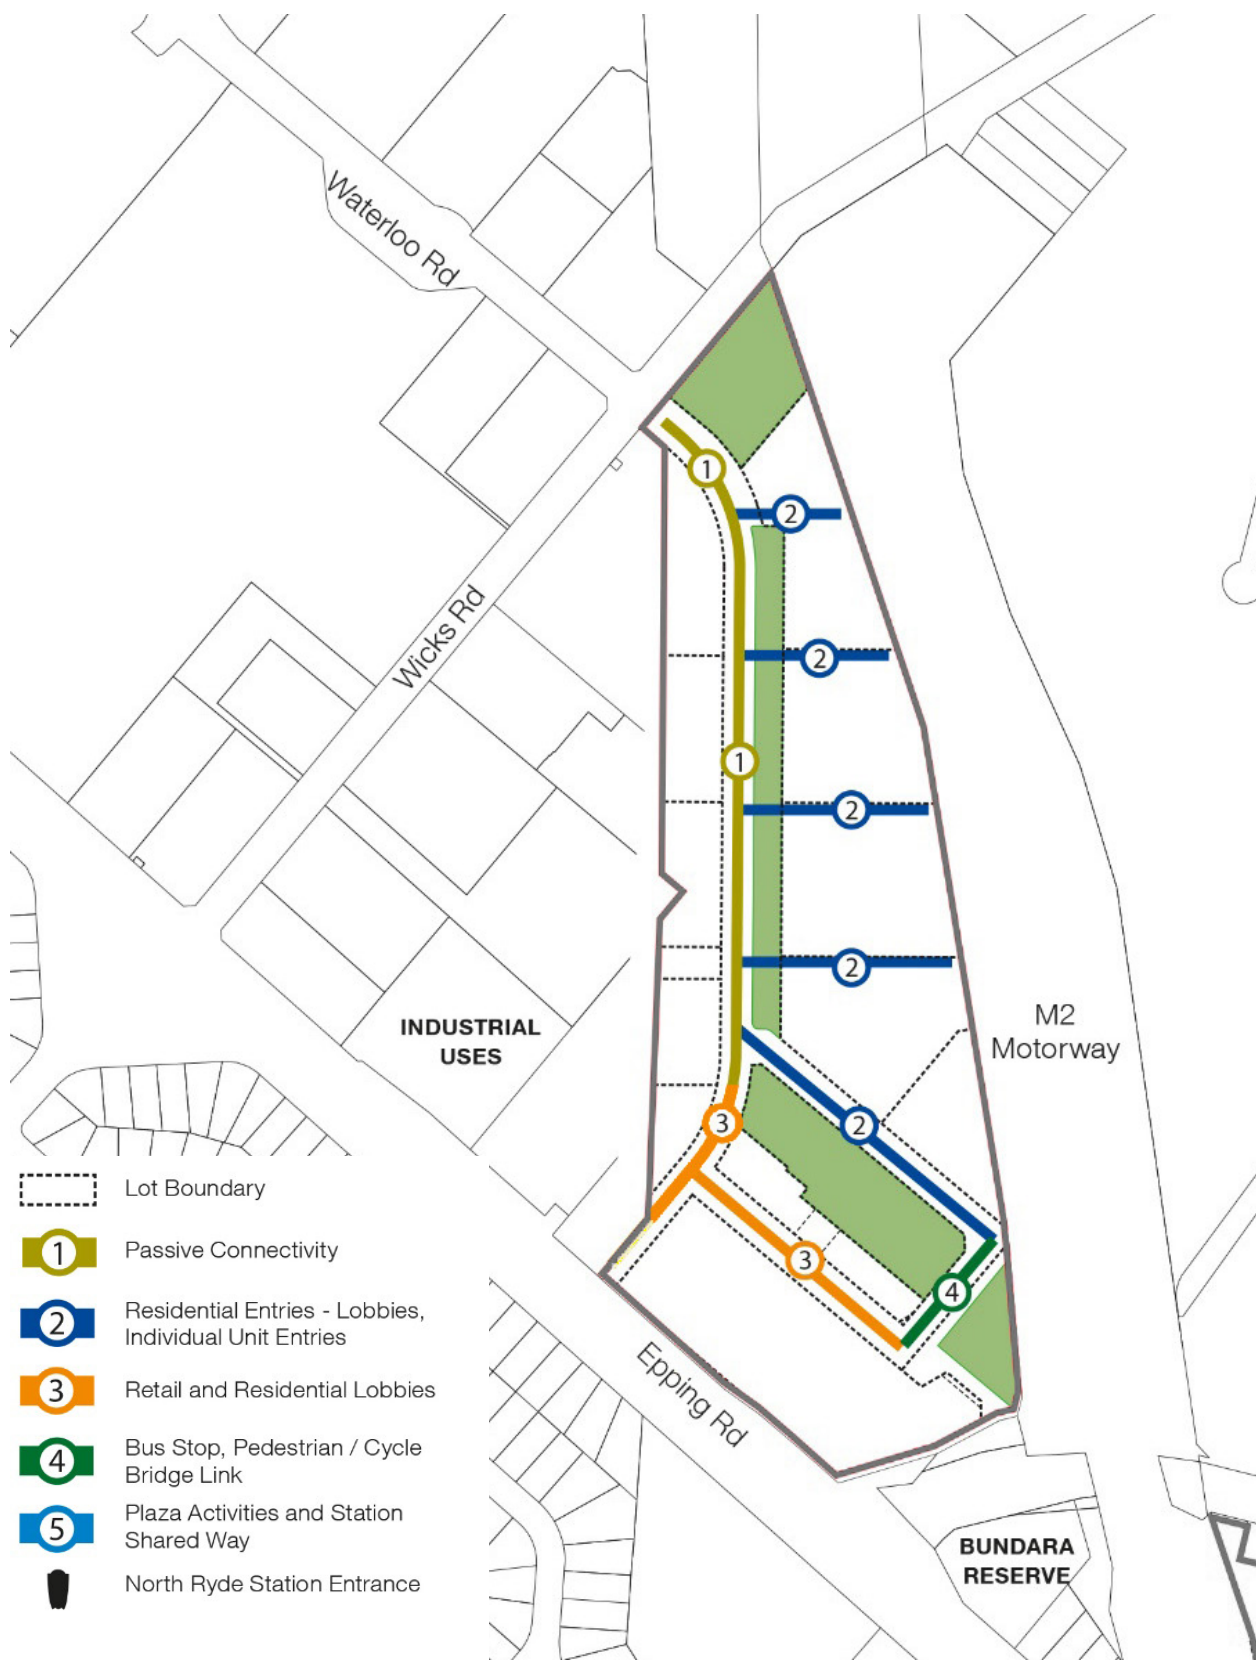 Waterloo Rd
1
2
Wicks Rd
2
1
2
2
INDUSTRIAL
USES
M2
Motorway
3
2
3
4
Epping Rd
BUNDARA
RESERVE
Lot Boundary
1 Passive Connectivity
2 Residential Entries - Lobbies,
Individual Unit Entries
3 Retail and Residential Lobbies
4 Bus Stop, Pedestrian / Cycle
Bridge Link
5 Plaza Activities and Station
Shared Way
North Ryde Station Entrance